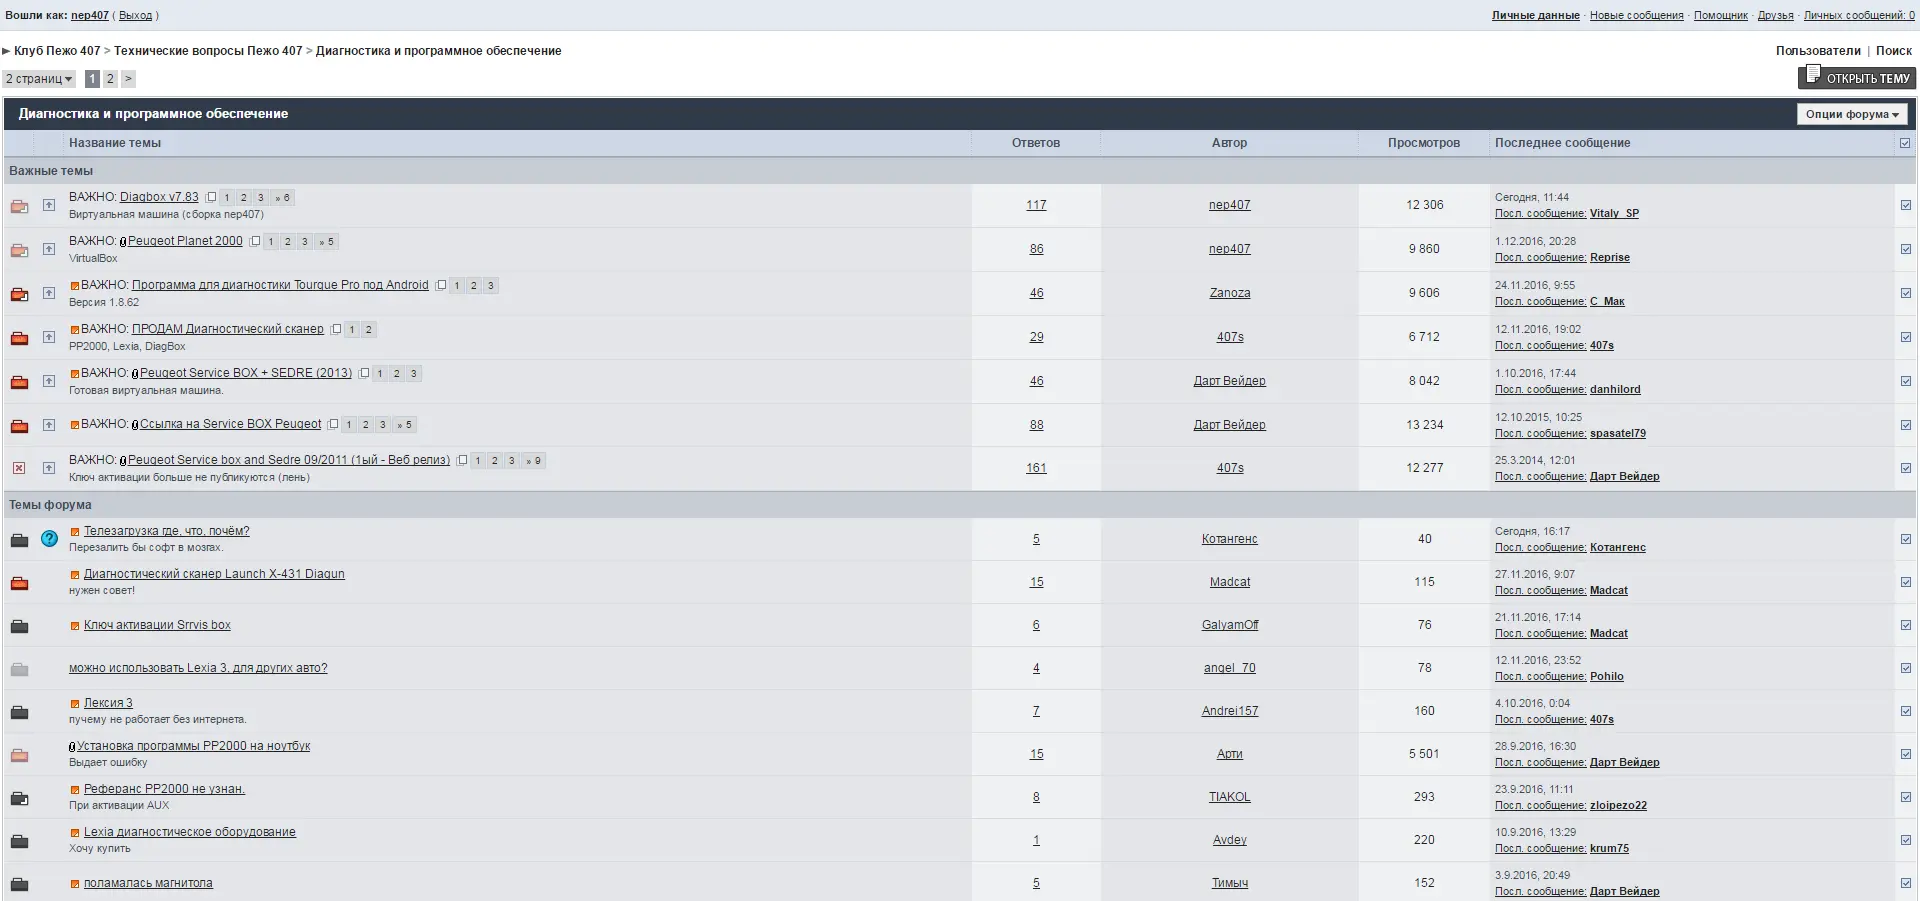 Вошли как: nep407 ( Выход )
Личные данные · Новые сообщения · Помощник · Друзья · Личных сообщений: 0
Клуб Пежо 407 > Технические вопросы Пежо 407 > Диагностика и программное обеспечение
Пользователи | Поиск
2 страниц 1 2 >
ОТКРЫТЬ ТЕМУ
Диагностика и программное обеспечение
Опции форума
Название темы Ответов Автор Просмотров Последнее сообщение
Важные темы
ВАЖНО: Diagbox v7.83 1 2 3 » 6
Виртуальная машина (сборка nep407)
117 nep407 12 306
Сегодня, 11:44
Посл. сообщение: Vitaly_SP
ВАЖНО: Peugeot Planet 2000 1 2 3 » 5
VirtualBox
86 nep407 9 860
1.12.2016, 20:28
Посл. сообщение: Reprise
ВАЖНО: Программа для диагностики Tourque Pro под Android 1 2 3
Версия 1.8.62
46 Zanoza 9 606
24.11.2016, 9:55
Посл. сообщение: С_Мак
ВАЖНО: ПРОДАМ Диагностический сканер 1 2
PP2000, Lexia, DiagBox
29 407s 6 712
12.11.2016, 19:02
Посл. сообщение: 407s
ВАЖНО: Peugeot Service BOX + SEDRE (2013) 1 2 3
Готовая виртуальная машина.
46 Дарт Вейдер 8 042
1.10.2016, 17:44
Посл. сообщение: danhilord
ВАЖНО: Ссылка на Service BOX Peugeot 1 2 3 » 5
88 Дарт Вейдер 13 234
12.10.2015, 10:25
Посл. сообщение: spasatel79
ВАЖНО: Peugeot Service box and Sedre 09/2011 (1ый - Веб релиз) 1 2 3 » 9
Ключ активации больше не публикуются (лень)
161 407s 12 277
25.3.2014, 12:01
Посл. сообщение: Дарт Вейдер
Темы форума
Телезагрузка где, что, почём?
Перезалить бы софт в мозгах.
5 Котангенс 40
Сегодня, 16:17
Посл. сообщение: Котангенс
Диагностический сканер Launch X-431 Diagun
нужен совет!
15 Madcat 115
27.11.2016, 9:07
Посл. сообщение: Madcat
Ключ активации Srrvis box
6 GalyamOff 76
21.11.2016, 17:14
Посл. сообщение: Madcat
можно использовать Lexia 3, для других авто?
4 angel_70 78
12.11.2016, 23:52
Посл. сообщение: Pohilo
Лексия 3
пучему не работает без интернета.
7 Andrei157 160
4.10.2016, 0:04
Посл. сообщение: 407s
Установка программы PP2000 на ноутбук
Выдает ошибку
15 Арти 5 501
28.9.2016, 16:30
Посл. сообщение: Дарт Вейдер
Референс PP2000 не узнан.
При активации AUX
8 TIAKOL 293
23.9.2016, 11:11
Посл. сообщение: zloipezo22
Lexia диагностическое оборудование
Хочу купить
1 Avdey 220
10.9.2016, 13:29
Посл. сообщение: krum75
поламалась магнитола
5 Тимыч 152
3.9.2016, 20:49
Посл. сообщение: Дарт Вейдер